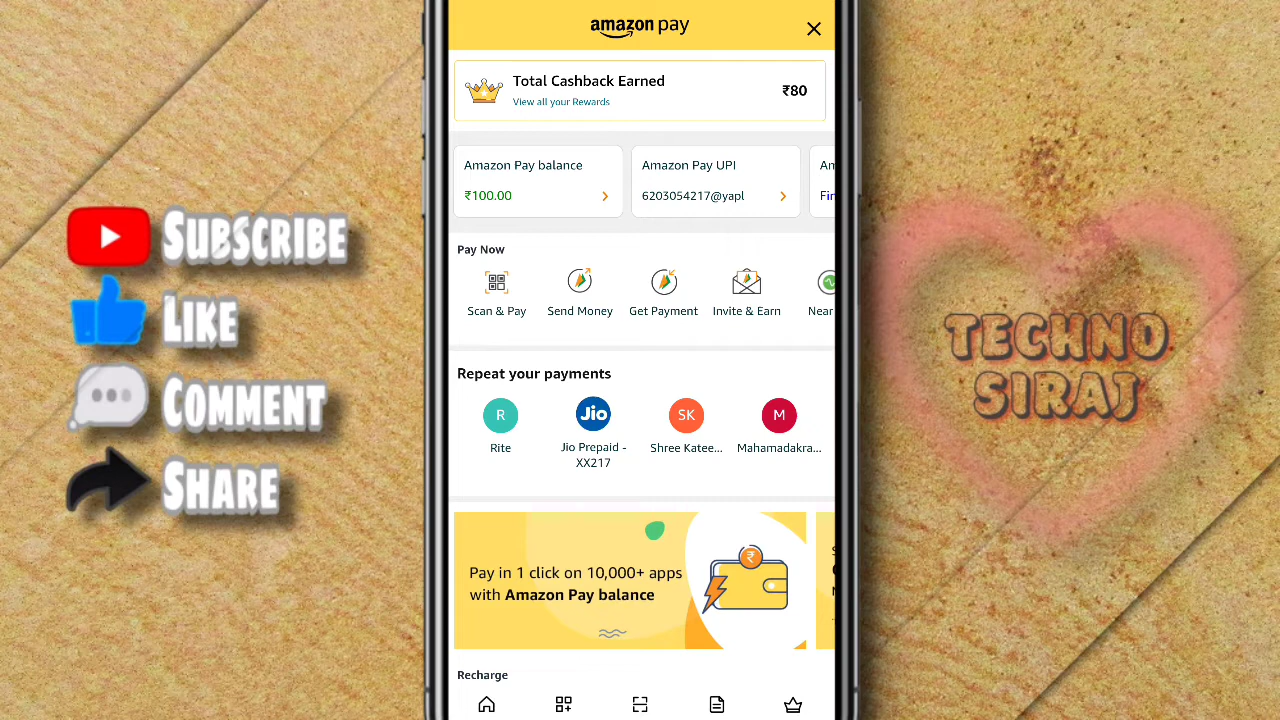 SUBSCRIBE
LIKE
COMMENT
SHARE
amazon pay
Total Cashback Earned
View all your Rewards
₹80
Amazon Pay balance
₹100.00
Amazon Pay UPI
6203054217@yapl
Pay Now
Scan & Pay
Send Money
Get Payment
Invite & Earn
Near
Repeat your payments
R
Rite
Jio
Jio Prepaid -
XX217
SK
Shree Katee...
M
Mahamadakra...
Pay in 1 click on 10,000+ apps
with Amazon Pay balance
₹
Recharge
TECHNO
SIRAJ